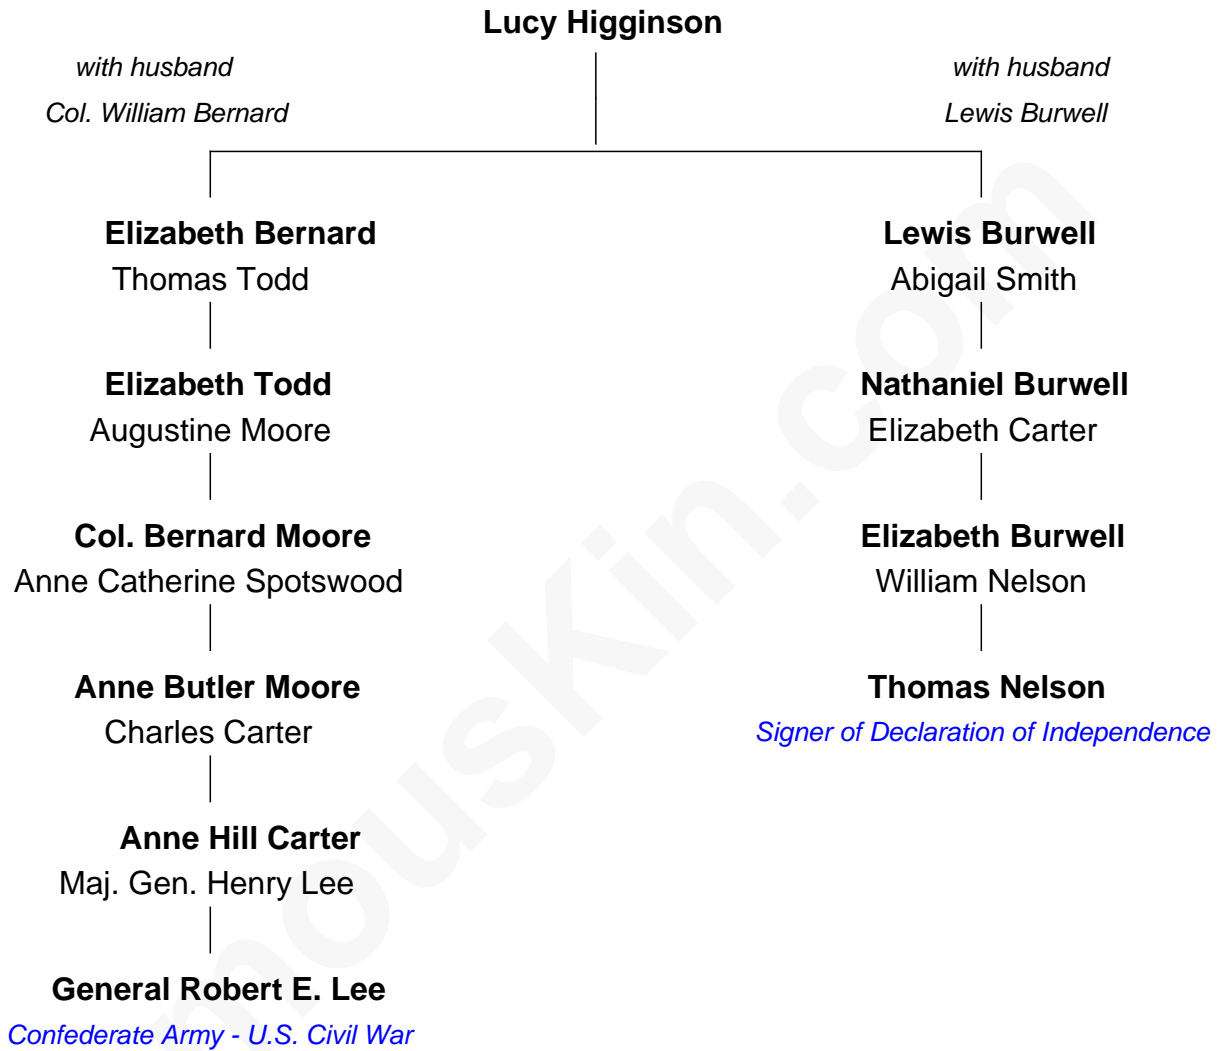 Lucy Higginson
with husband
Col. William Bernard
with husband
Lewis Burwell
Elizabeth Bernard
Thomas Todd
Lewis Burwell
Abigail Smith
Elizabeth Todd
Augustine Moore
Nathaniel Burwell
Elizabeth Carter
Col. Bernard Moore
Anne Catherine Spotswood
Elizabeth Burwell
William Nelson
Anne Butler Moore
Charles Carter
Thomas Nelson
Signer of Declaration of Independence
Anne Hill Carter
Maj. Gen. Henry Lee
General Robert E. Lee
Confederate Army - U.S. Civil War
mousKin.com